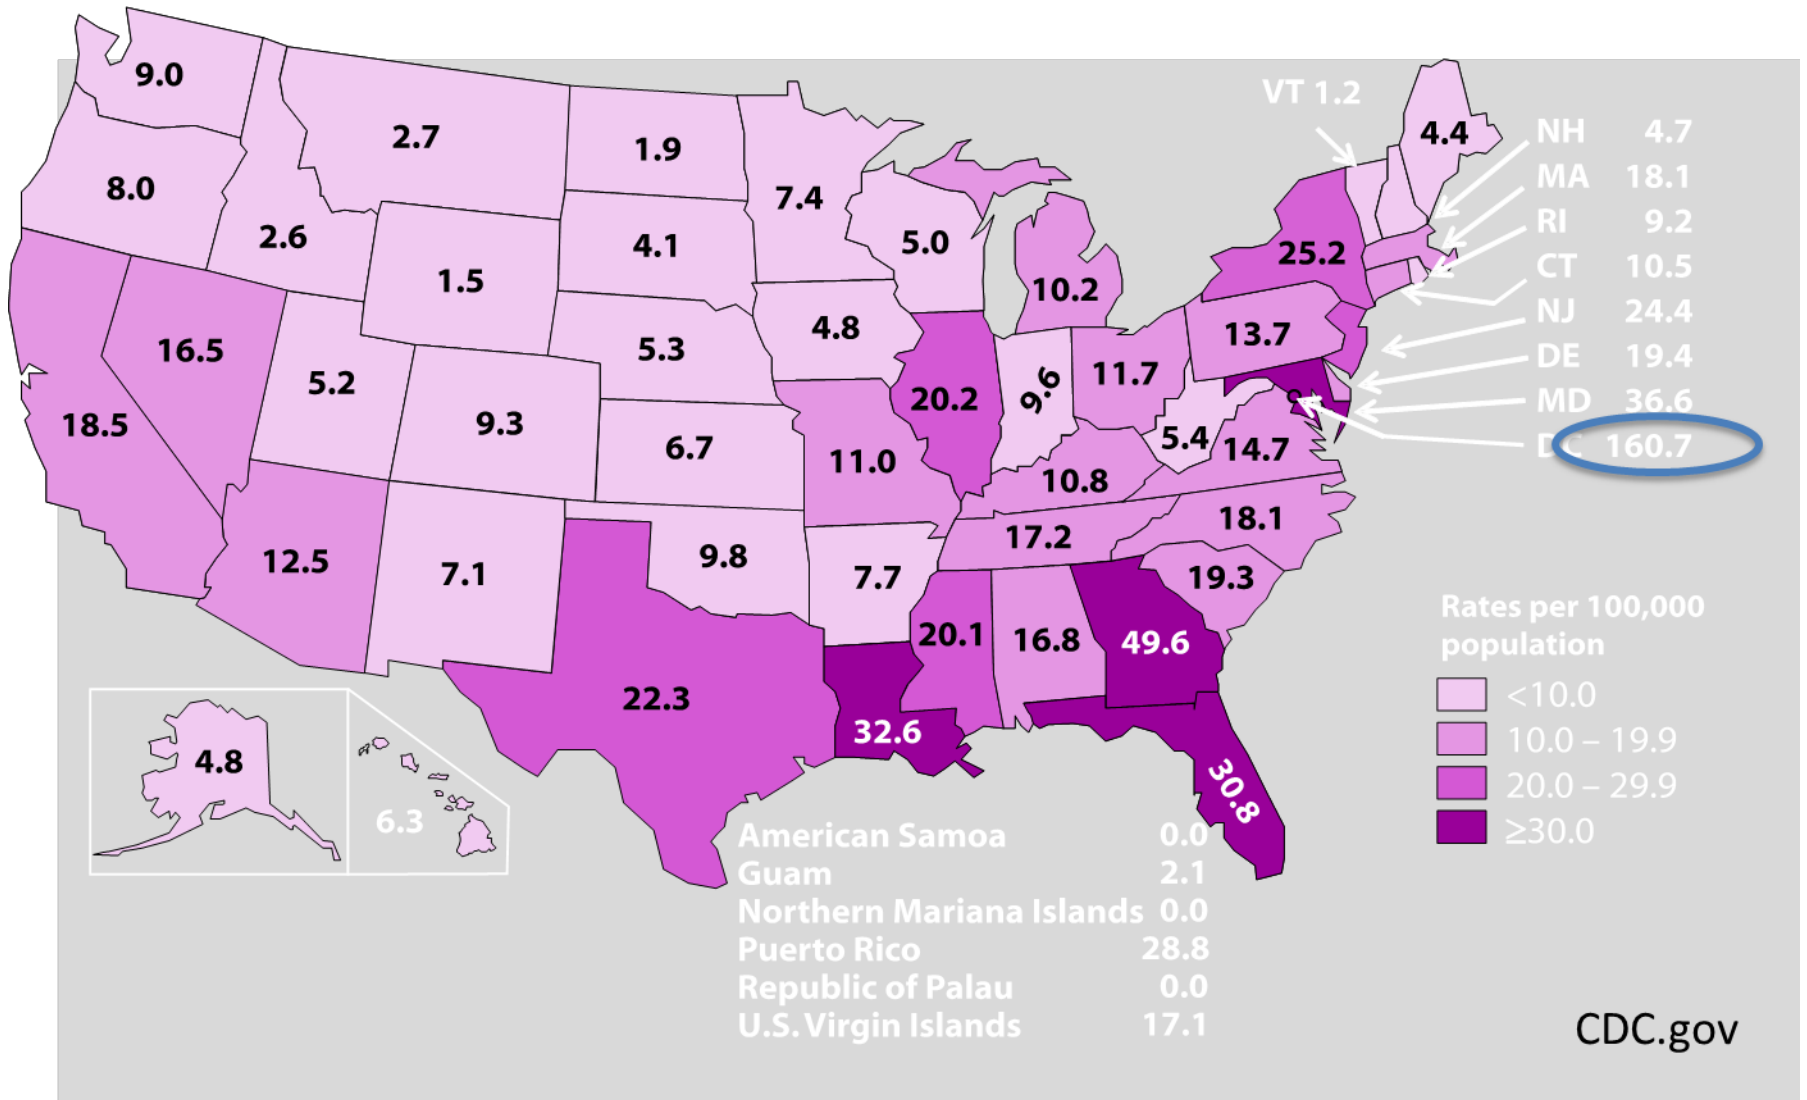 9.0
2.7
1.9
VT 1.2
4.4
NH 4.7
8.0
7.4
MA 18.1
2.6
4.1
5.0
RI 9.2
25.2
1.5
10.2
CT 10.5
16.5
5.3
4.8
13.7
NJ 24.4
5.2
9.6
11.7
DE 19.4
18.5
9.3
20.2
MD 36.6
6.7
11.0
5.4
14.7
DC 160.7
10.8
12.5
7.1
9.8
17.2
18.1
7.7
19.3
20.1
16.8
49.6
22.3
32.6
30.8
4.8
6.3
Rates per 100,000
population
<10.0
10.0 – 19.9
20.0 – 29.9
≥30.0
American Samoa 0.0
Guam 2.1
Northern Mariana Islands 0.0
Puerto Rico 28.8
Republic of Palau 0.0
U.S. Virgin Islands 17.1
CDC.gov